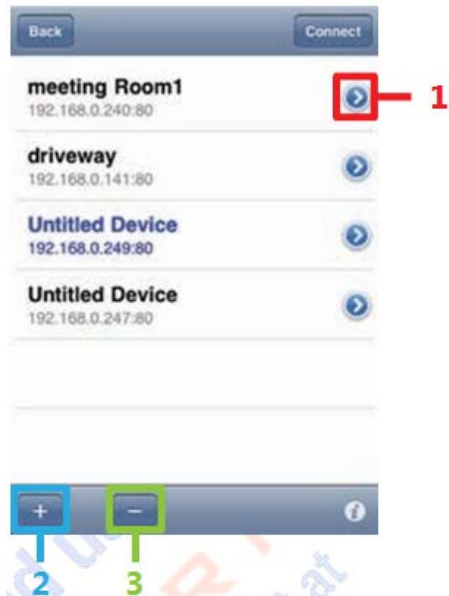 Back Connect
meeting Room1
192.168.0.240:80
1
driveway
192.168.0.141:80
Untitled Device
192.168.0.249:80
Untitled Device
192.168.0.247:80
+ − i
2 3